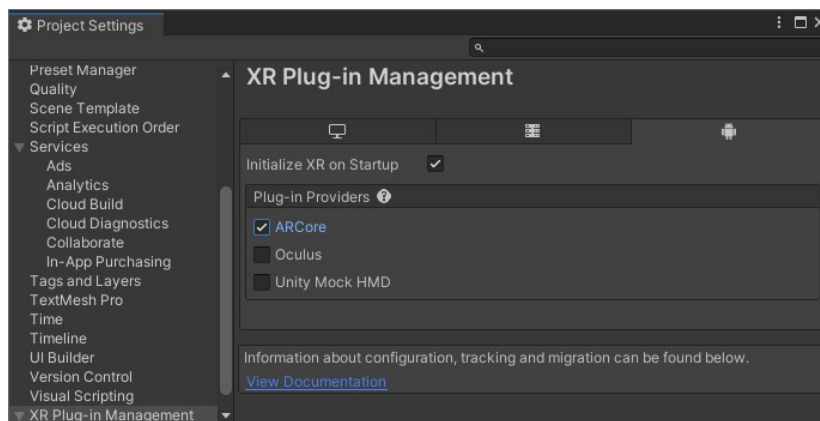 Project Settings
Preset Manager
Quality
Scene Template
Script Execution Order
Services
Ads
Analytics
Cloud Build
Cloud Diagnostics
Collaborate
In-App Purchasing
Tags and Layers
TextMesh Pro
Time
Timeline
UI Builder
Version Control
Visual Scripting
XR Plug-in Management
XR Plug-in Management
Initialize XR on Startup
Plug-in Providers
ARCore
Oculus
Unity Mock HMD
Information about configuration, tracking and migration can be found below.
View Documentation